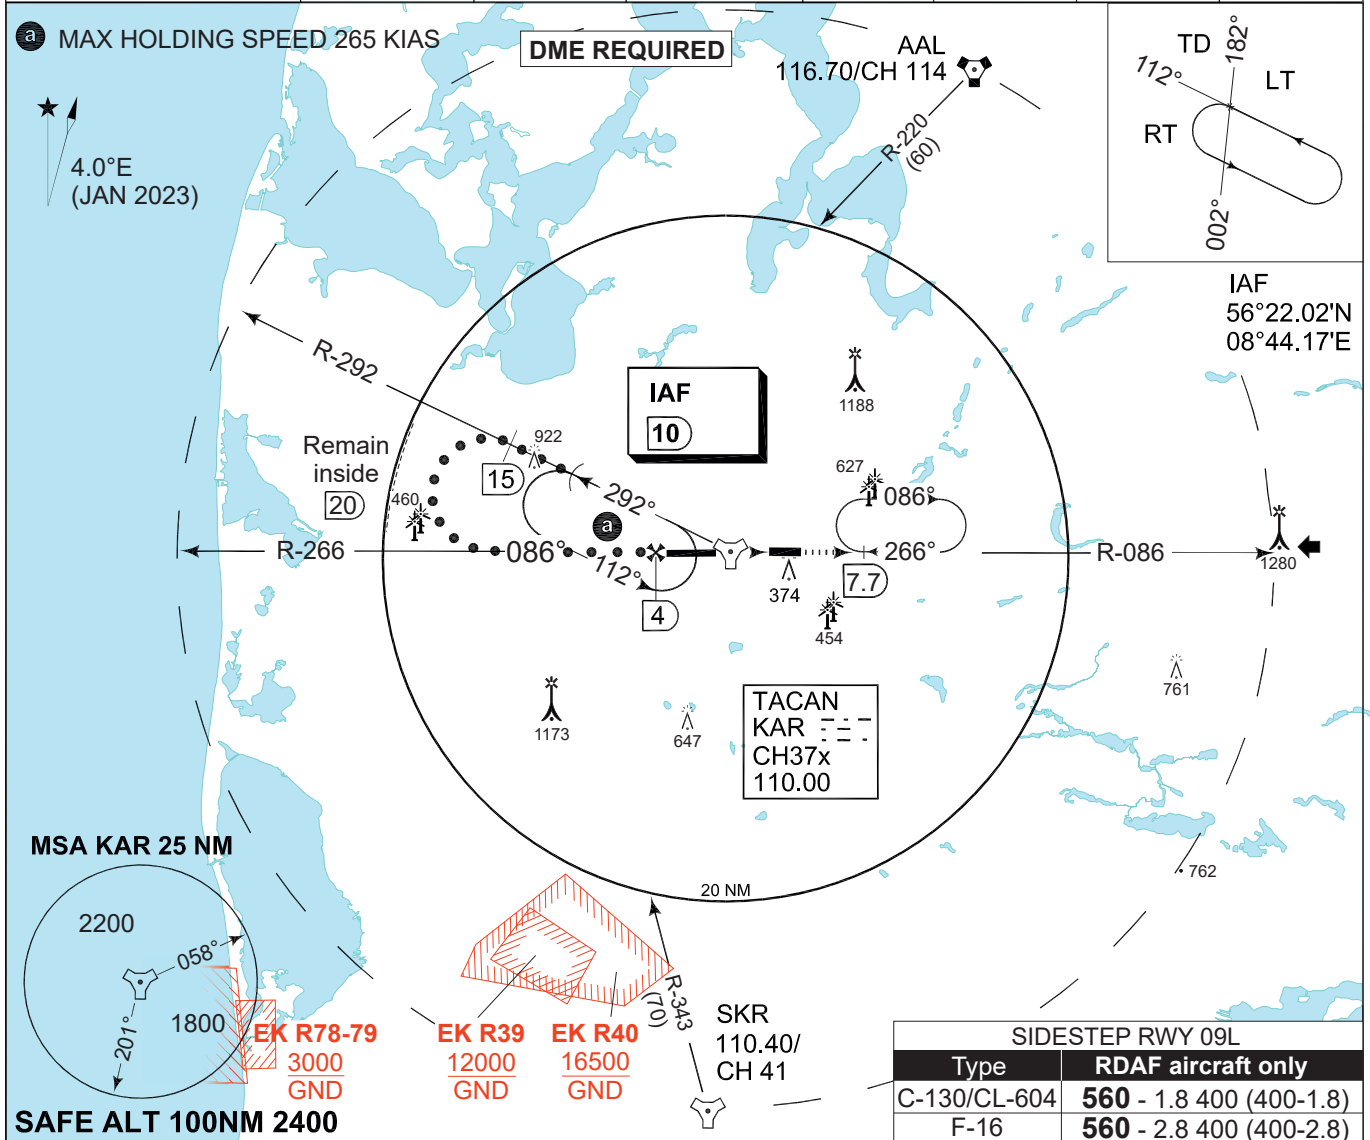 a MAX HOLDING SPEED 265 KIAS
DME REQUIRED
AAL
116.70/CH 114
R-220
(60)
TD
182°
112°
LT
RT
002°
4.0°E
(JAN 2023)
IAF
56°22.02'N
08°44.17'E
R-292
IAF
10
1188
Remain
inside
20
922
15
460
292°
a
627
086°
R-266
086°
112°
4
374
7.7
266°
R-086
1280
454
761
1173
647
TACAN
KAR
CH37x
110.00
762
MSA KAR 25 NM
2200
058°
1800
201°
20 NM
R-343
(70)
EK R78-79
3000
GND
EK R39
12000
GND
EK R40
16500
GND
SKR
110.40/
CH 41
SAFE ALT 100NM 2400
SIDESTEP RWY 09L
Type RDAF aircraft only
C-130/CL-604 560 - 1.8 400 (400-1.8)
F-16 560 - 2.8 400 (400-2.8)